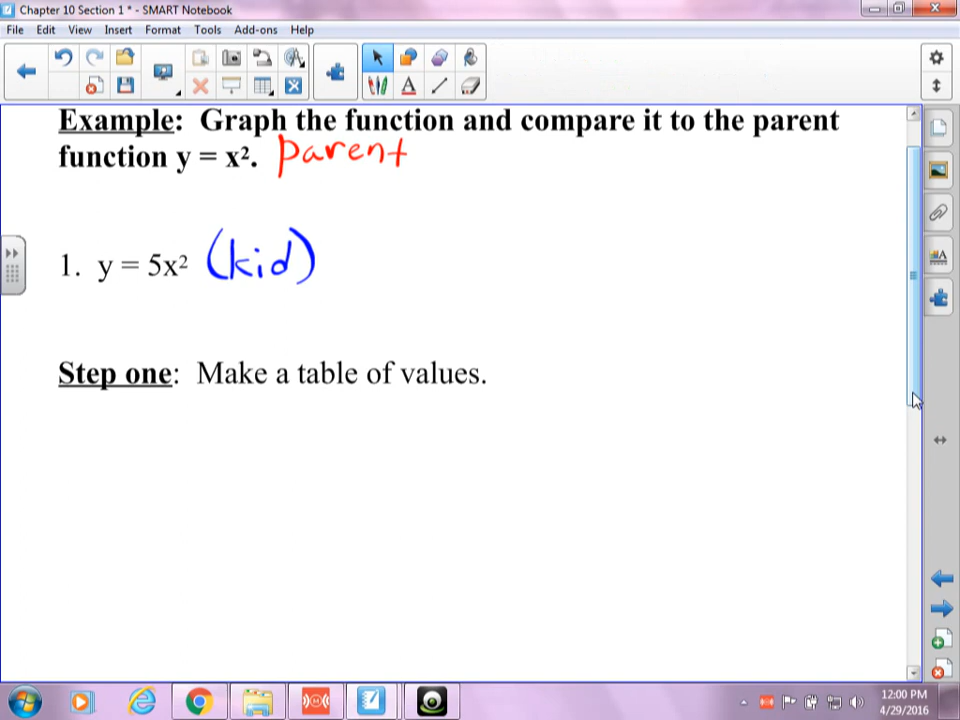 Chapter 10 Section 1 * - SMART Notebook
File Edit View Insert Format Tools Add-ons Help
Example: Graph the function and compare it to the parent
function y = x². parent
1. y = 5x² (kid)
Step one: Make a table of values.
12:00 PM
4/29/2016